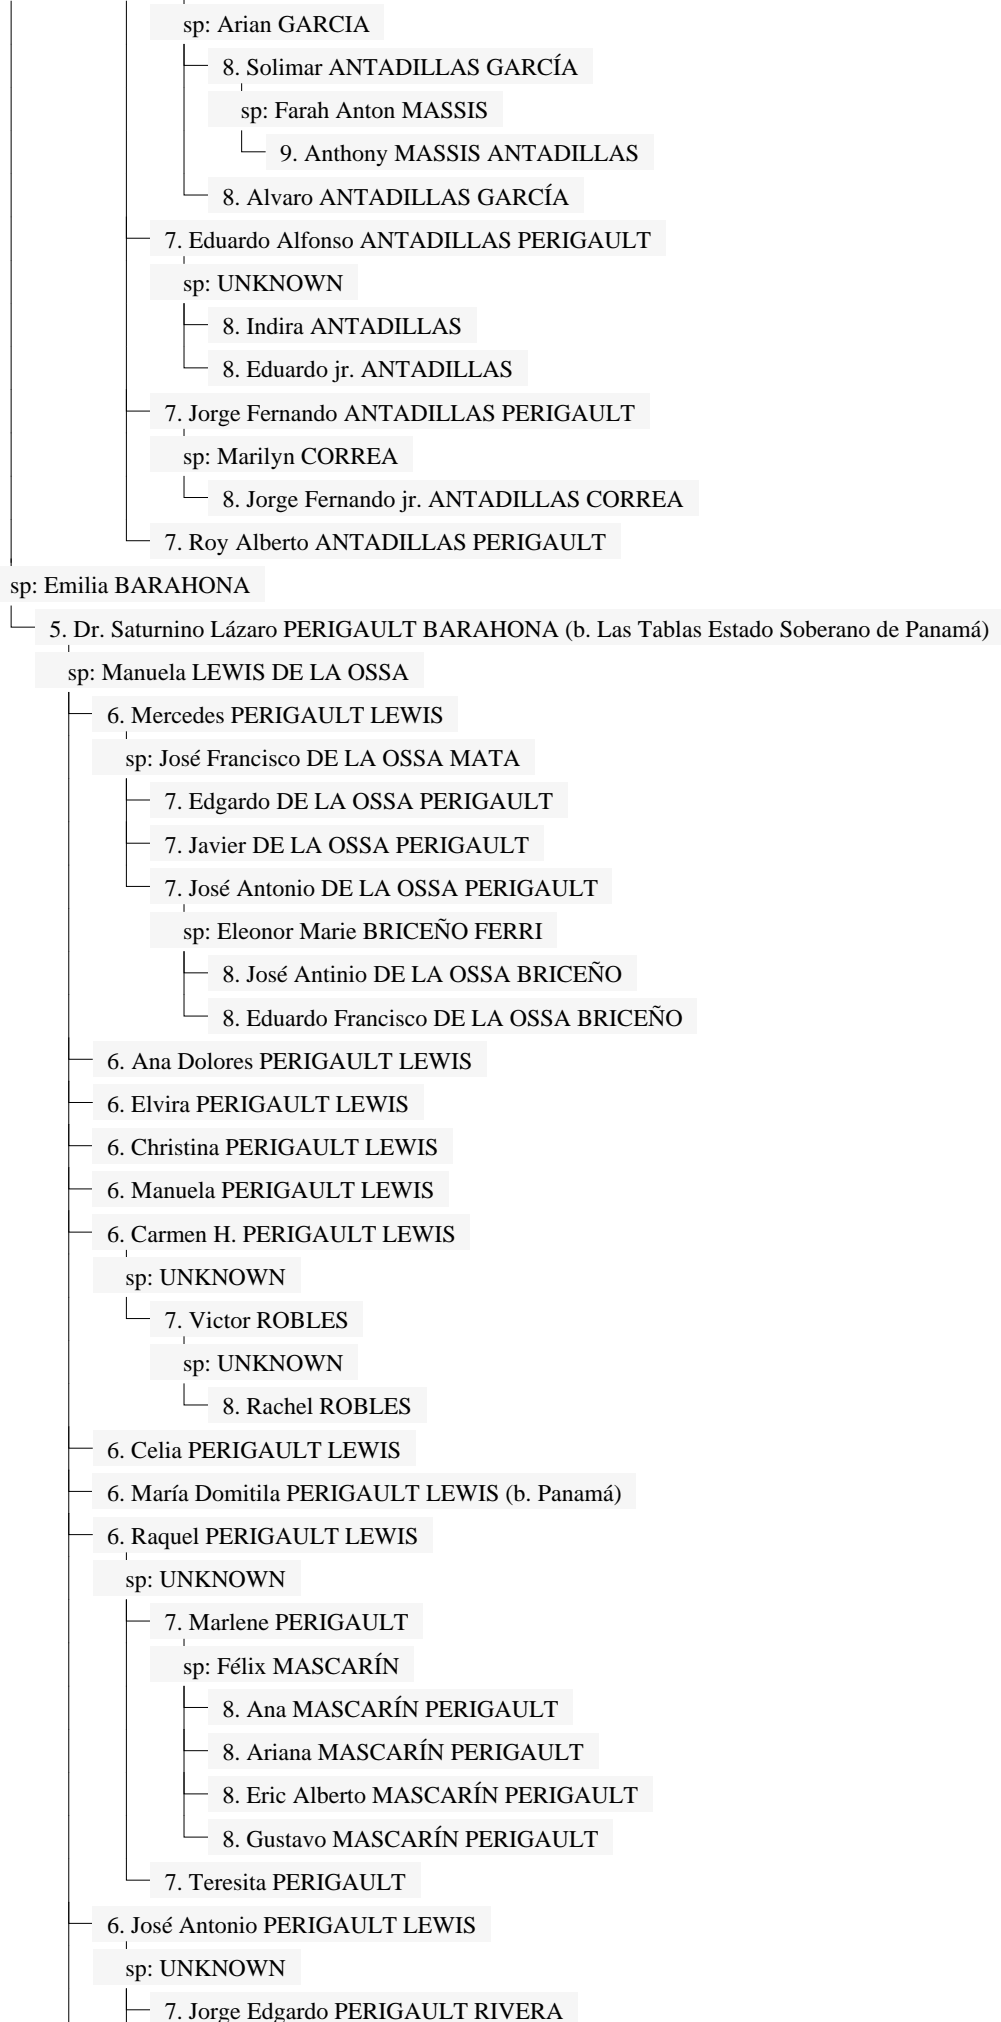 sp: Arian GARCIA
8. Solimar ANTADILLAS GARCÍA
sp: Farah Anton MASSIS
9. Anthony MASSIS ANTADILLAS
8. Alvaro ANTADILLAS GARCÍA
7. Eduardo Alfonso ANTADILLAS PERIGAULT
sp: UNKNOWN
8. Indira ANTADILLAS
8. Eduardo jr. ANTADILLAS
7. Jorge Fernando ANTADILLAS PERIGAULT
sp: Marilyn CORREA
8. Jorge Fernando jr. ANTADILLAS CORREA
7. Roy Alberto ANTADILLAS PERIGAULT
sp: Emilia BARAHONA
5. Dr. Saturnino Lázaro PERIGAULT BARAHONA (b. Las Tablas Estado Soberano de Panamá)
sp: Manuela LEWIS DE LA OSSA
6. Mercedes PERIGAULT LEWIS
sp: José Francisco DE LA OSSA MATA
7. Edgardo DE LA OSSA PERIGAULT
7. Javier DE LA OSSA PERIGAULT
7. José Antonio DE LA OSSA PERIGAULT
sp: Eleonor Marie BRICEÑO FERRI
8. José Antinio DE LA OSSA BRICEÑO
8. Eduardo Francisco DE LA OSSA BRICEÑO
6. Ana Dolores PERIGAULT LEWIS
6. Elvira PERIGAULT LEWIS
6. Christina PERIGAULT LEWIS
6. Manuela PERIGAULT LEWIS
6. Carmen H. PERIGAULT LEWIS
sp: UNKNOWN
7. Victor ROBLES
sp: UNKNOWN
8. Rachel ROBLES
6. Celia PERIGAULT LEWIS
6. María Domitila PERIGAULT LEWIS (b. Panamá)
6. Raquel PERIGAULT LEWIS
sp: UNKNOWN
7. Marlene PERIGAULT
sp: Félix MASCARÍN
8. Ana MASCARÍN PERIGAULT
8. Ariana MASCARÍN PERIGAULT
8. Eric Alberto MASCARÍN PERIGAULT
8. Gustavo MASCARÍN PERIGAULT
7. Teresita PERIGAULT
6. José Antonio PERIGAULT LEWIS
sp: UNKNOWN
7. Jorge Edgardo PERIGAULT RIVERA